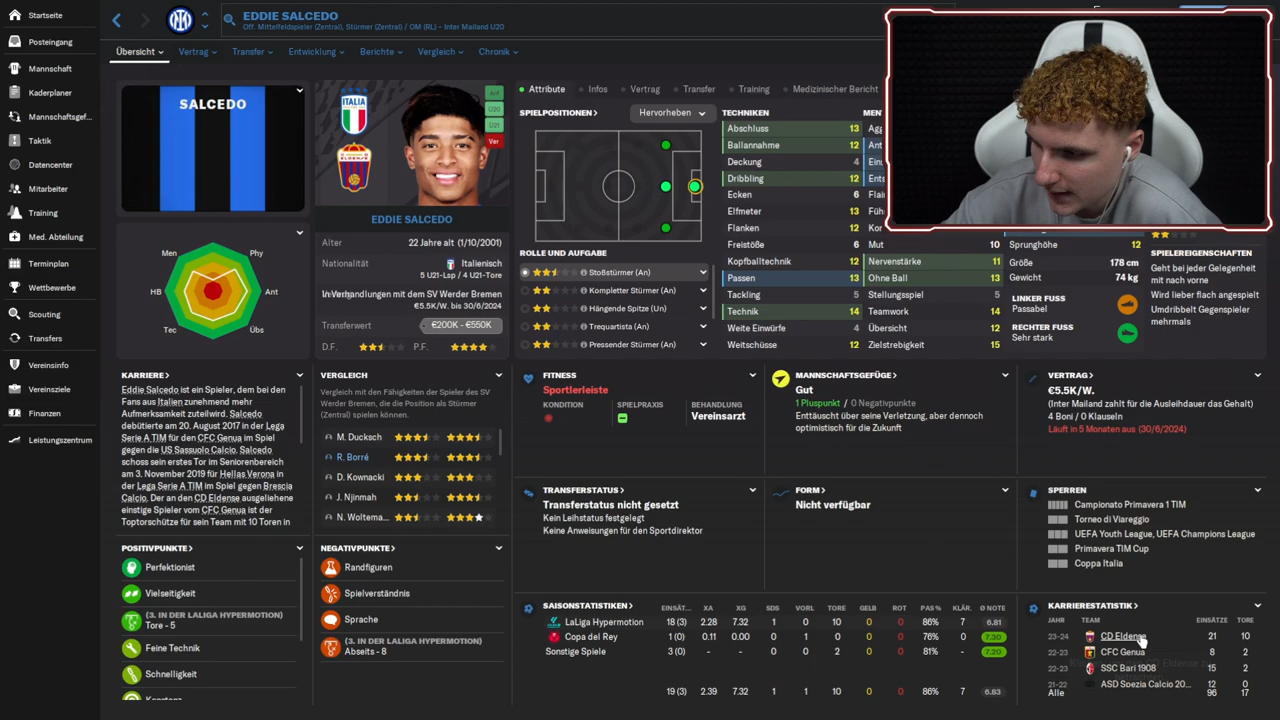 Startseite
Posteingang
Mannschaft
Kaderplaner
Mannschaftsgef...
Taktik
Datencenter
Mitarbeiter
Training
Med. Abteilung
Terminplan
Wettbewerbe
Scouting
Transfers
Vereinsinfo
Vereinsziele
Finanzen
Leistungszentrum
EDDIE SALCEDO
Off. Mittelfeldspieler (Zentral), Stürmer (Zentral) / OM (RL) - Inter Mailand U20
Übersicht
Vertrag
Transfer
Entwicklung
Berichte
Vergleich
Chronik
SALCEDO
Men
Phy
HB
Ant
Tec
Übs
ITALIA
ELDENSE
Anf
U20
U21
Ver
EDDIE SALCEDO
Alter 22 Jahre alt (1/10/2001)
Nationalität Italienisch
5 U21-Lsp / 4 U21-Tore
In Verhandlungen mit dem SV Werder Bremen
€5.5K/W. bis 30/6/2024
Transferwert €200K - €550K
D.F.
P.F.
Attribute
Infos
Vertrag
Transfer
Training
Medizinischer Bericht
SPIELPOSITIONEN
Hervorheben
ROLLE UND AUFGABE
Stoßstürmer (An)
Kompletter Stürmer (An)
Hängende Spitze (Un)
Trequartista (An)
Pressender Stürmer (An)
TECHNIKEN
Abschluss 13
Ballannahme 12
Deckung 4
Dribbling 12
Ecken 6
Elfmeter 13
Flanken
Freistöße 6
Kopfballtechnik 12
Passen 13
Tackling 5
Technik 14
Weite Einwürfe 4
Weitschüsse 12
Mut 10
Nervenstärke 11
Ohne Ball 13
Stellungsspiel 5
Teamwork 14
Übersicht 12
Zielstrebigkeit 15
Sprunghöhe 12
Größe 178 cm
Gewicht 74 kg
LINKER FUSS
Passabel
RECHTER FUSS
Sehr stark
SPIELEREIGENSCHAFTEN
Geht bei jeder Gelegenheit mit nach vorne
Wird lieber flach angespielt
Umdribbelt Gegenspieler mehrmals
KARRIERE
Eddie Salcedo ist ein Spieler, dem bei den
Fans aus Italien zunehmend mehr
Aufmerksamkeit zuteilwird. Salcedo
debütierte am 20. August 2017 in der Lega
Serie A TIM für den CFC Genua im Spiel
gegen die US Sassuolo Calcio. Salcedo
schoss sein erstes Tor im Seniorenbereich
am 3. November 2019 für Hellas Verona in
der Lega Serie A TIM im Spiel gegen Brescia
Calcio. Der an den CD Eldense ausgeliehene
einstige Spieler vom CFC Genua ist der
Toptorschütze für sein Team mit 10 Toren in
VERGLEICH
Vergleich mit den Fähigkeiten der Spieler des SV
Werder Bremen, die die Position als Stürmer
(Zentral) spielen können.
M. Ducksch
R. Borré
D. Kownacki
J. Njinmah
N. Woltema...
FITNESS
Sportlerleiste
KONDITION
SPIELPRAXIS
BEHANDLUNG
Vereinsarzt
MANNSCHAFTSGEFÜGE
Gut
1 Pluspunkt / 0 Negativpunkte
Enttäuscht über seine Verletzung, aber dennoch
optimistisch für die Zukunft
VERTRAG
€5.5K/W.
(Inter Mailand zahlt für die Ausleihdauer das Gehalt)
4 Boni / 0 Klauseln
Läuft in 5 Monaten aus (30/6/2024)
TRANSFERSTATUS
Transferstatus nicht gesetzt
Kein Leihstatus festgelegt
Keine Anweisungen für den Sportdirektor
FORM
Nicht verfügbar
SPERREN
Campionato Primavera 1 TIM
Torneo di Viareggio
UEFA Youth League, UEFA Champions League
Primavera TIM Cup
Coppa Italia
POSITIVPUNKTE
Perfektionist
Vielseitigkeit
(3. IN DER LALIGA HYPERMOTION)
Tore - 5
Feine Technik
Schnelligkeit
NEGATIVPUNKTE
Randfiguren
Spielverständnis
Sprache
(3. IN DER LALIGA HYPERMOTION)
Abseits - 8
SAISONSTATISTIKEN EINSÄT... XA XG SDS VORL TORE GELB ROT PAS% KLÄR. Ø NOTE
LaLiga Hypermotion 18 (3) 2.28 7.32 1 0 10 0 0 86% 7 6.81
Copa del Rey 1 (0) 0.11 0.00 0 1 0 0 0 76% 0 7.30
Sonstige Spiele 3 (0) - - 0 0 2 0 0 81% - 7.20
19 (3) 2.39 7.32 1 1 10 0 0 86% 7 6.83
KARRIERESTATISTIK
JAHR TEAM EINSÄTZE TORE
23-24 CD Eldense 21 10
22-23 CFC Genua 8 2
22-23 SSC Bari 1908 15 2
21-22 ASD Spezia Calcio 20... 12 0
Alle 96 17